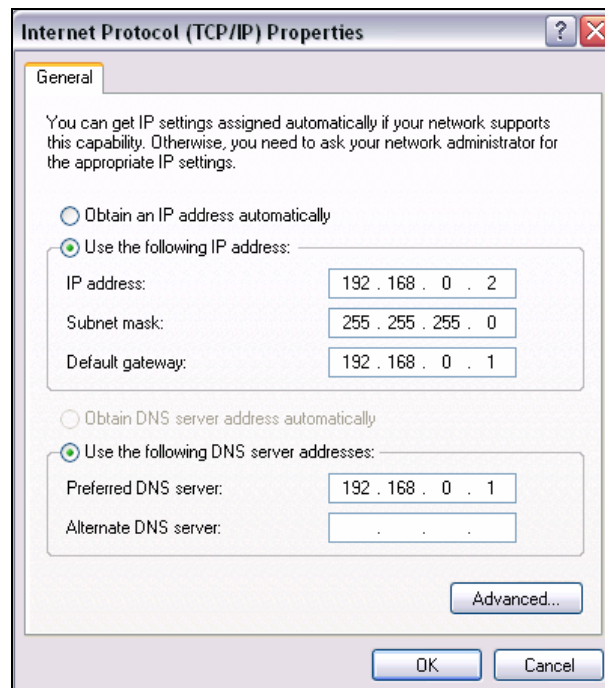 Internet Protocol (TCP/IP) Properties
?
General
You can get IP settings assigned automatically if your network supports
this capability. Otherwise, you need to ask your network administrator for
the appropriate IP settings.
Obtain an IP address automatically
Use the following IP address:
IP address: 192 . 168 . 0 . 2
Subnet mask: 255 . 255 . 255 . 0
Default gateway: 192 . 168 . 0 . 1
Obtain DNS server address automatically
Use the following DNS server addresses:
Preferred DNS server: 192 . 168 . 0 . 1
Alternate DNS server: . . .
Advanced...
OK Cancel